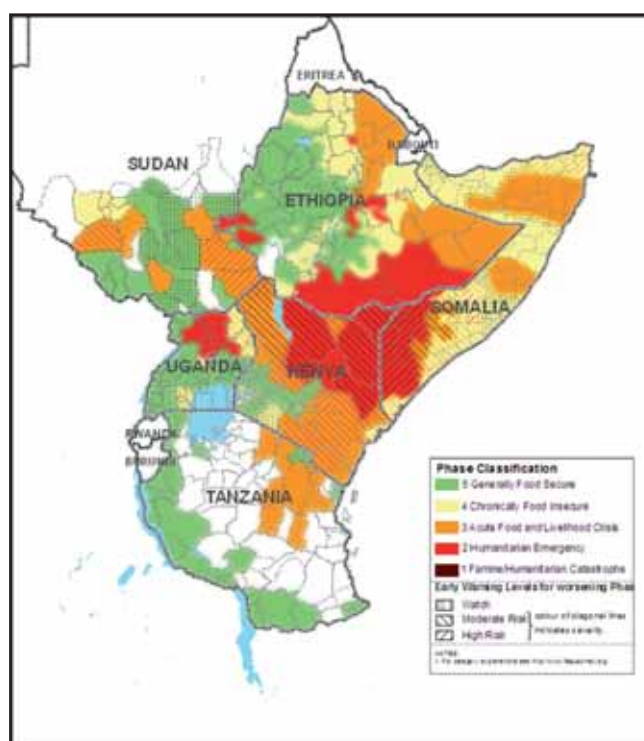 ERITREA
DJIBOUTI
SUDAN
ETHIOPIA
SOMALIA
UGANDA
KENYA
RWANDA
BURUNDI
TANZANIA
Phase Classification
5 Generally Food Secure
4 Chronically Food Insecure
3 Acute Food and Livelihood Crisis
2 Humanitarian Emergency
1 Famine/Humanitarian Catastrophe
Early Warning Levels for worsening Phase
Watch
Moderate Risk
High Risk
colour of diagonal lines
indicates severity
NOTES: